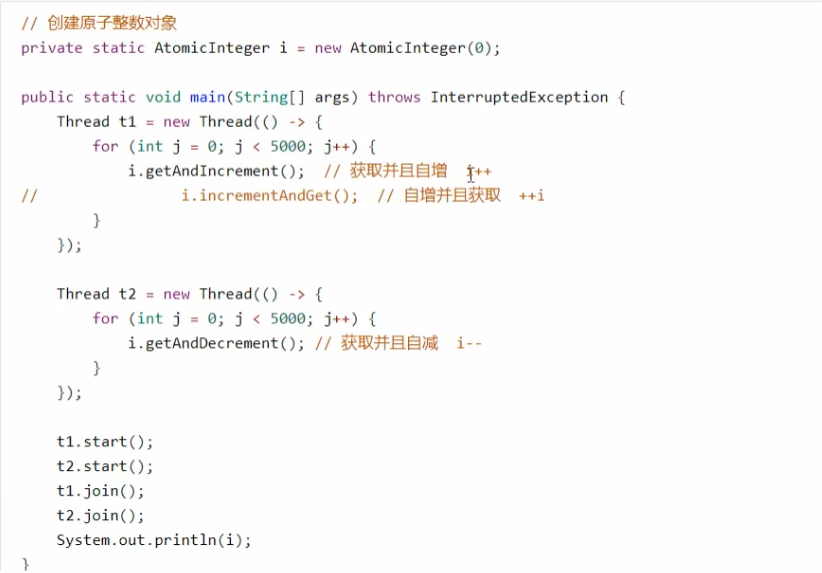 // 创建原子整数对象
private static AtomicInteger i = new AtomicInteger(0);
public static void main(String[] args) throws InterruptedException {
    Thread t1 = new Thread(() -> {
        for (int j = 0; j < 5000; j++) {
            i.getAndIncrement();  // 获取并且自增  i++
//                i.incrementAndGet();  // 自增并且获取  ++i
        }
    });
    Thread t2 = new Thread(() -> {
        for (int j = 0; j < 5000; j++) {
            i.getAndDecrement(); // 获取并且自减  i--
        }
    });
    t1.start();
    t2.start();
    t1.join();
    t2.join();
    System.out.println(i);
}